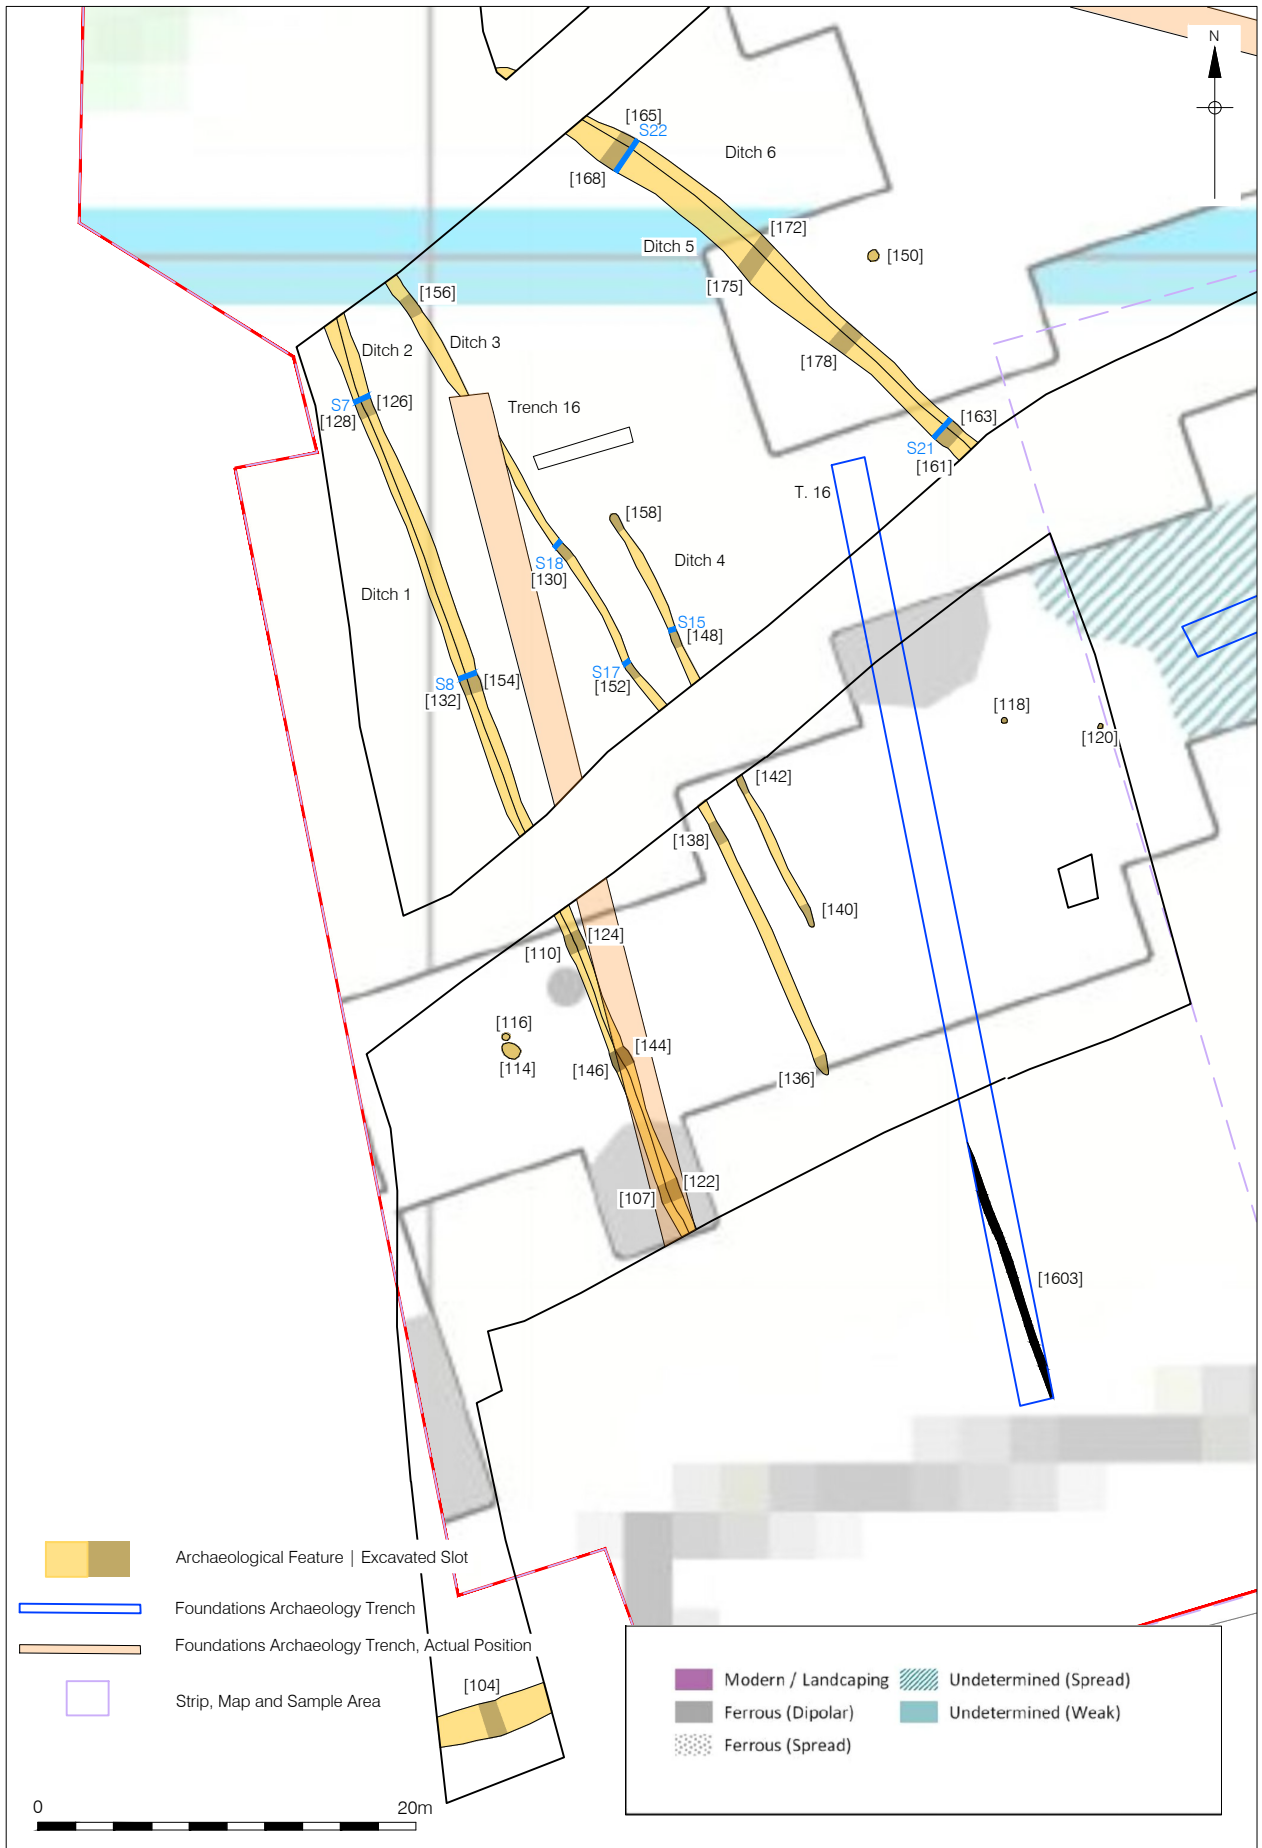 N
[165]
S22
Ditch 6
[168]
[172]
Ditch 5
[150]
[175]
[156]
Ditch 3
Ditch 2
[178]
S7
[126]
[128]
Trench 16
[163]
S21
[161]
T. 16
[158]
S18
[130]
Ditch 4
Ditch 1
S15
[148]
S17
[152]
S8
[154]
[132]
[118]
[120]
[142]
[138]
[140]
[124]
[110]
[116]
[114]
[144]
[146]
[136]
[122]
[107]
[1603]
Archaeological Feature | Excavated Slot
Foundations Archaeology Trench
Foundations Archaeology Trench, Actual Position
Strip, Map and Sample Area
[104]
Modern / Landscaping
Undetermined (Spread)
Ferrous (Dipolar)
Undetermined (Weak)
Ferrous (Spread)
0 20m